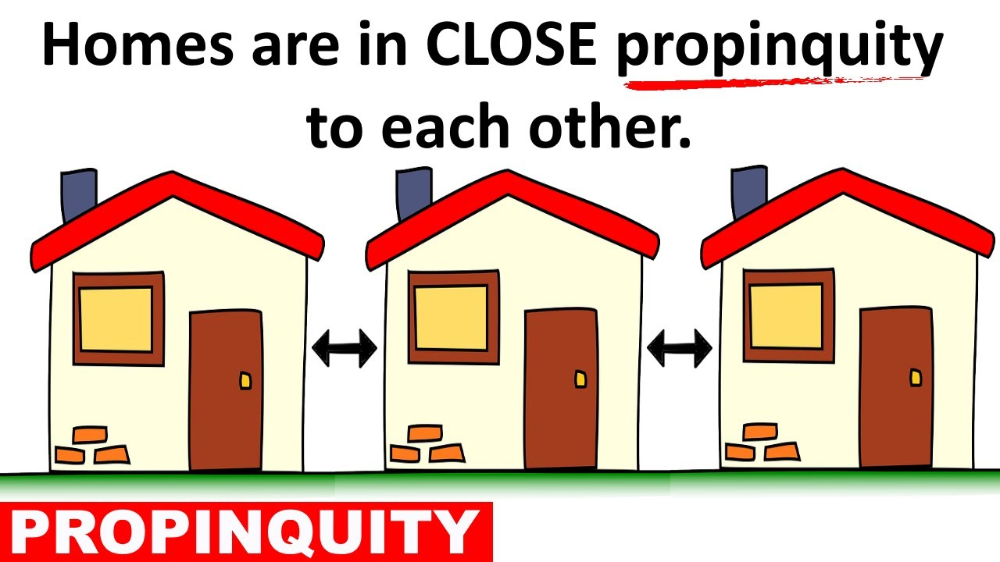 Homes are in CLOSE propinquity
to each other.
PROPINQUITY